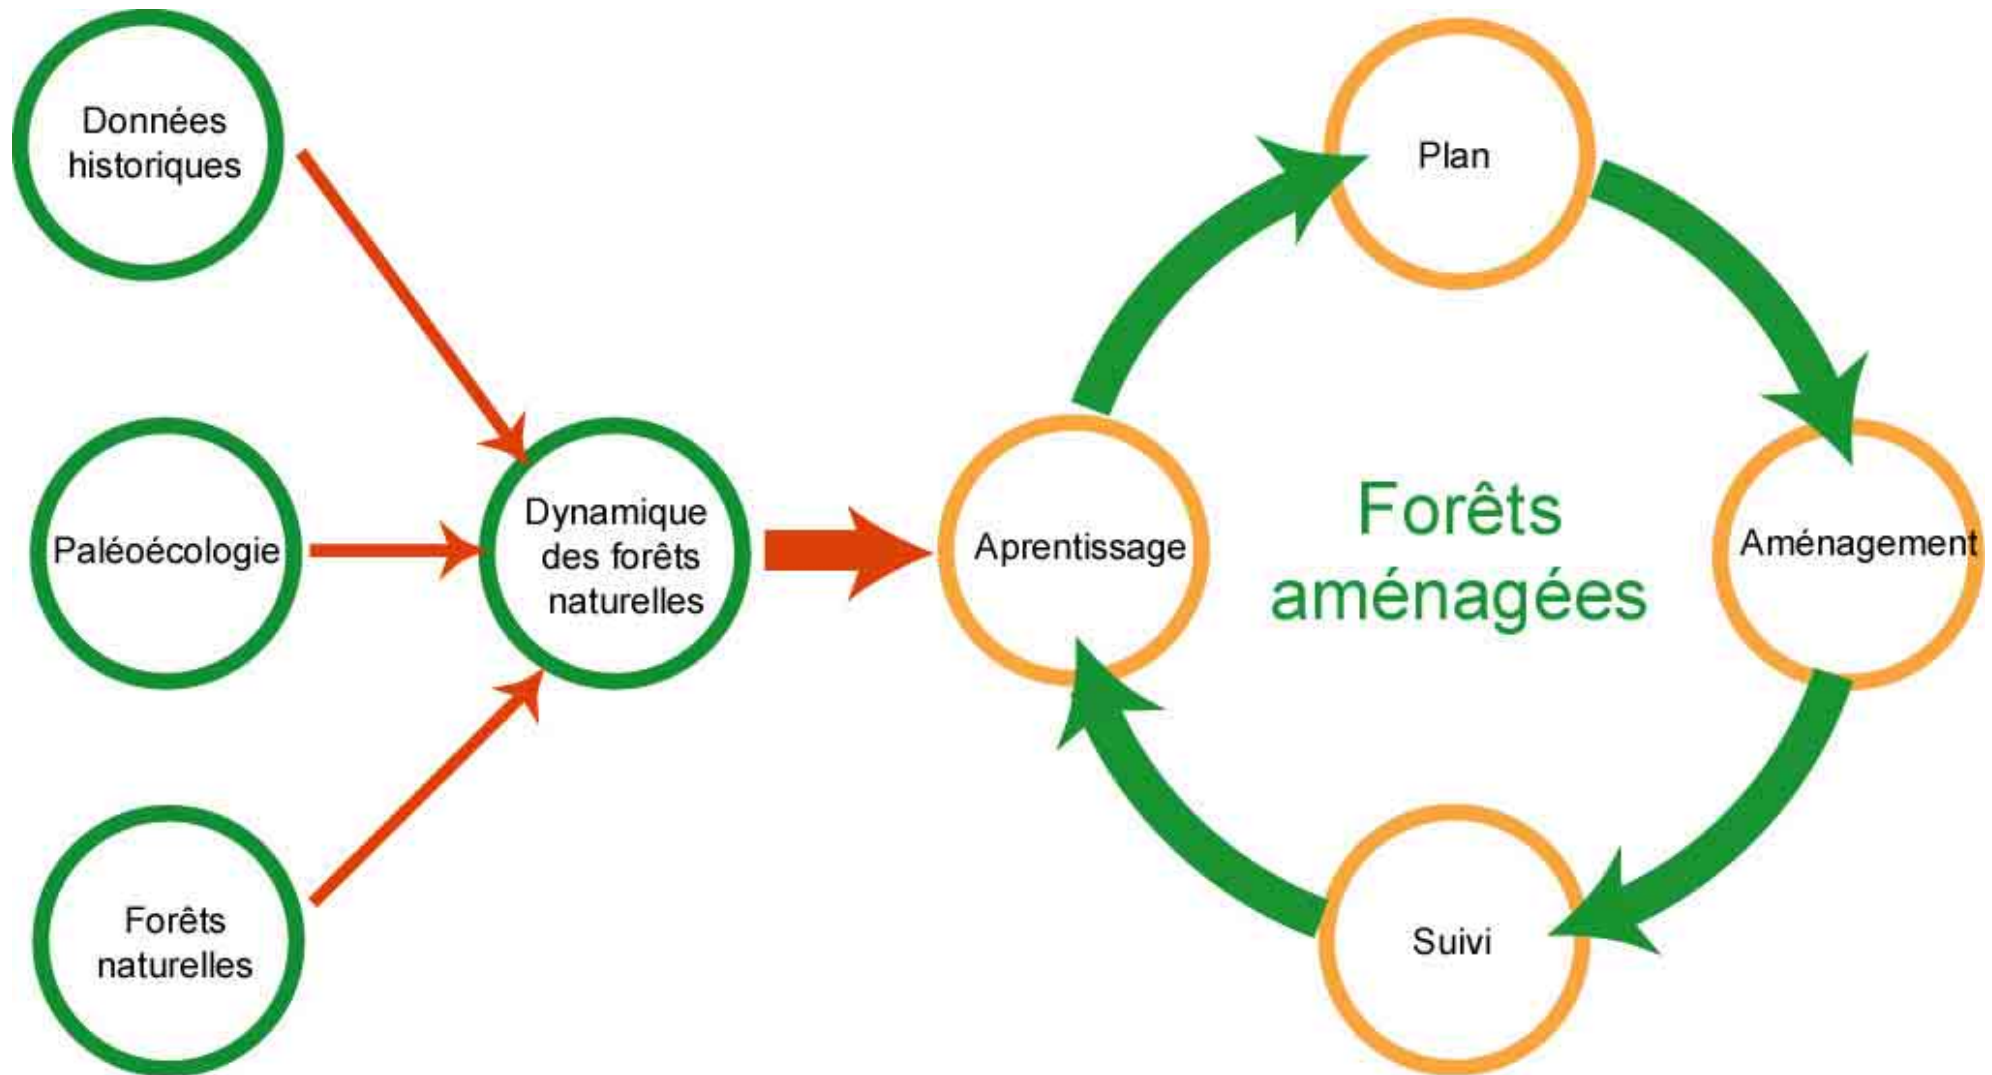 Données
historiques
Paléoécologie
Forêts
naturelles
Dynamique
des forêts
naturelles
Aprentissage
Plan
Aménagement
Suivi
Forêts
aménagées